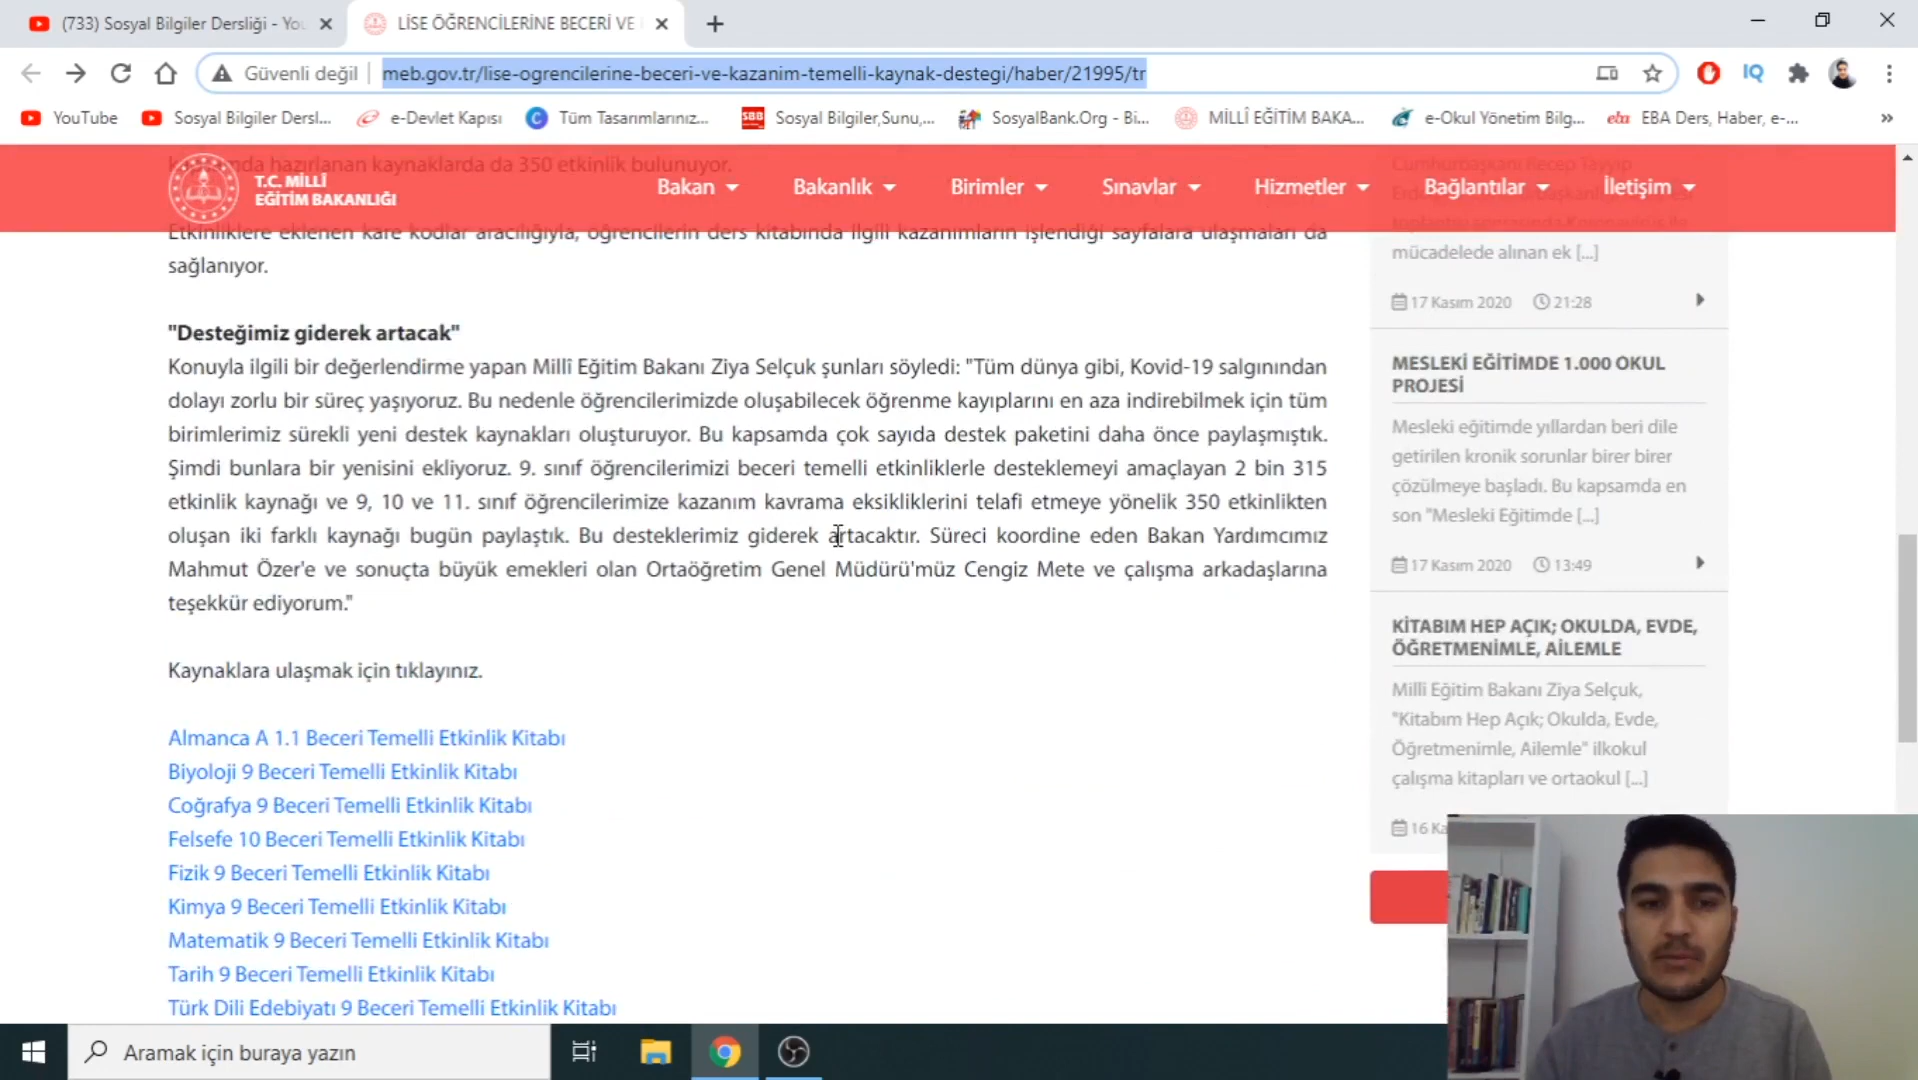 (733) Sosyal Bilgiler Dersliği - You
LİSE ÖĞRENCİLERİNE BECERİ VE
Güvenli değil
meb.gov.tr/lise-ogrencilerine-beceri-ve-kazanim-temelli-kaynak-destegi/haber/21995/tr
YouTube
Sosyal Bilgiler Dersl...
e-Devlet Kapısı
Tüm Tasarımlarınız...
SBB
Sosyal Bilgiler,Sunu,...
SosyalBank.Org - Bi...
MİLLÎ EĞİTİM BAKA...
e-Okul Yönetim Bilg...
eba
EBA Ders, Haber, e-...
»
T.C. MİLLÎ
EĞİTİM BAKANLIĞI
Bakan
Bakanlık
Birimler
Sınavlar
Hizmetler
Bağlantılar
İletişim
hazırlanan kaynaklarda da 350 etkinlik bulunuyor.
Etkinliklere eklenen kare kodlar aracılığıyla, öğrencilerin ders kitabında ilgili kazanımların işlendiği sayfalara ulaşmaları da
sağlanıyor.
"Desteğimiz giderek artacak"
Konuyla ilgili bir değerlendirme yapan Millî Eğitim Bakanı Ziya Selçuk şunları söyledi: "Tüm dünya gibi, Kovid-19 salgınından
dolayı zorlu bir süreç yaşıyoruz. Bu nedenle öğrencilerimizde oluşabilecek öğrenme kayıplarını en aza indirebilmek için tüm
birimlerimiz sürekli yeni destek kaynakları oluşturuyor. Bu kapsamda çok sayıda destek paketini daha önce paylaşmıştık.
Şimdi bunlara bir yenisini ekliyoruz. 9. sınıf öğrencilerimizi beceri temelli etkinliklerle desteklemeyi amaçlayan 2 bin 315
etkinlik kaynağı ve 9, 10 ve 11. sınıf öğrencilerimize kazanım kavrama eksikliklerini telafi etmeye yönelik 350 etkinlikten
oluşan iki farklı kaynağı bugün paylaştık. Bu desteklerimiz giderek artacaktır. Süreci koordine eden Bakan Yardımcımız
Mahmut Özer'e ve sonuçta büyük emekleri olan Ortaöğretim Genel Müdürü'müz Cengiz Mete ve çalışma arkadaşlarına
teşekkür ediyorum."
Kaynaklara ulaşmak için tıklayınız.
Almanca A 1.1 Beceri Temelli Etkinlik Kitabı
Biyoloji 9 Beceri Temelli Etkinlik Kitabı
Coğrafya 9 Beceri Temelli Etkinlik Kitabı
Felsefe 10 Beceri Temelli Etkinlik Kitabı
Fizik 9 Beceri Temelli Etkinlik Kitabı
Kimya 9 Beceri Temelli Etkinlik Kitabı
Matematik 9 Beceri Temelli Etkinlik Kitabı
Tarih 9 Beceri Temelli Etkinlik Kitabı
Türk Dili Edebiyatı 9 Beceri Temelli Etkinlik Kitabı
Cumhurbaşkanı Recep Tayyip
mücadelede alınan ek [...]
17 Kasım 2020 21:28
MESLEKİ EĞİTİMDE 1.000 OKUL
PROJESİ
Mesleki eğitimde yıllardan beri dile
getirilen kronik sorunlar birer birer
çözülmeye başladı. Bu kapsamda en
son "Mesleki Eğitimde [...]
17 Kasım 2020 13:49
KİTABIM HEP AÇIK; OKULDA, EVDE,
ÖĞRETMENİMLE, AİLEMLE
Millî Eğitim Bakanı Ziya Selçuk,
"Kitabım Hep Açık; Okulda, Evde,
Öğretmenimle, Ailemle" ilkokul
çalışma kitapları ve ortaokul [...]
16 Ka
Aramak için buraya yazın